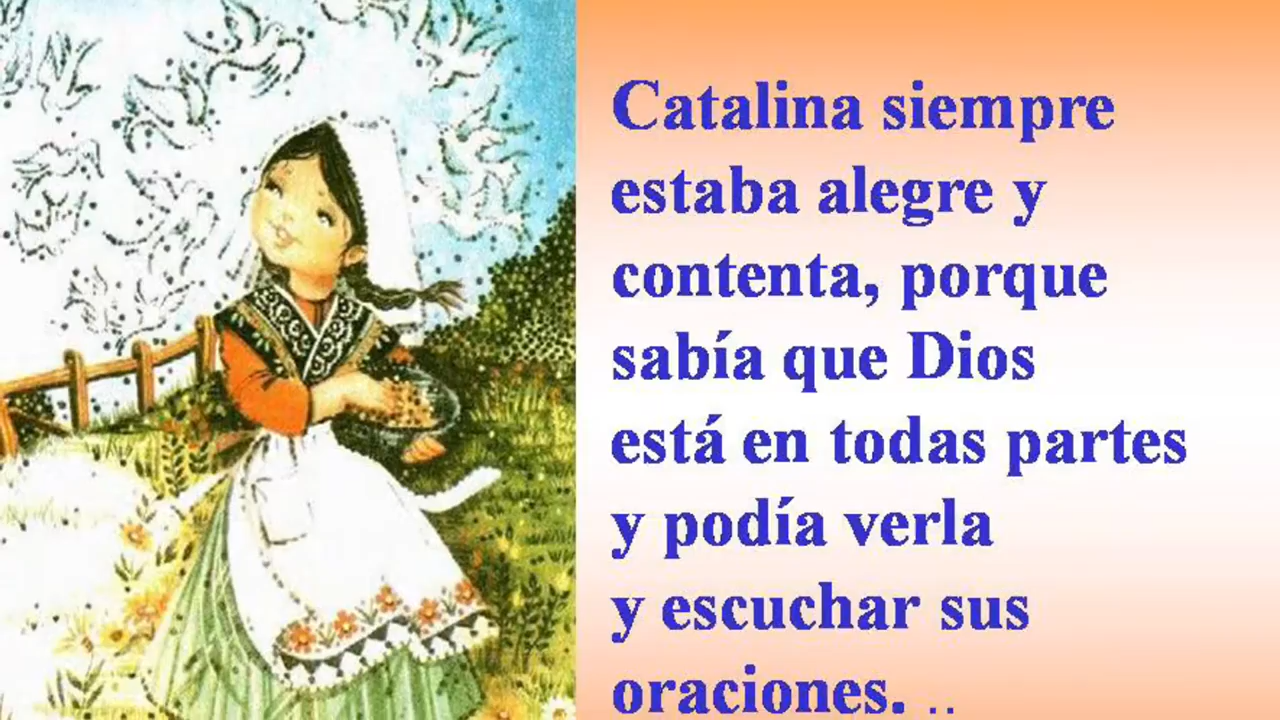 Catalina siempre
estaba alegre y
contenta, porque
sabía que Dios
está en todas partes
y podía verla
y escuchar sus
oraciones. ..